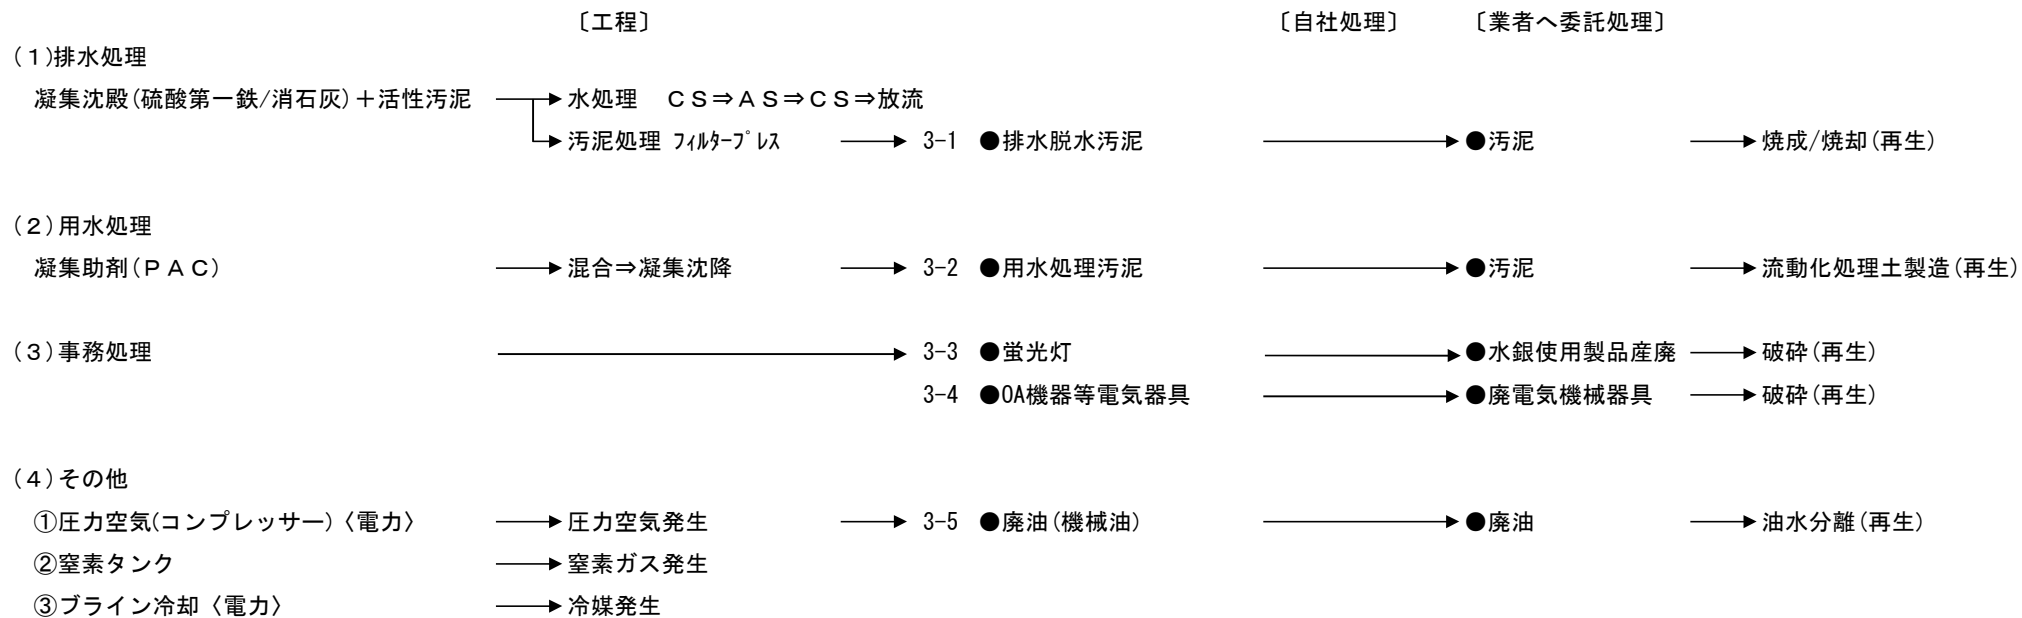 〔工程〕 〔自社処理〕 〔業者へ委託処理〕
（１）排水処理
凝集沈殿(硫酸第一鉄/消石灰)＋活性汚泥 水処理 ＣＳ⇒ＡＳ⇒ＣＳ⇒放流
汚泥処理 ﾌｨﾙﾀｰﾌﾟﾚｽ 3-1 ●排水脱水汚泥 ●汚泥 焼成/焼却(再生)
（２）用水処理
凝集助剤(ＰＡＣ) 混合⇒凝集沈降 3-2 ●用水処理汚泥 ●汚泥 流動化処理土製造(再生)
（３）事務処理 3-3 ●蛍光灯 ●水銀使用製品産廃 破砕(再生)
3-4 ●OA機器等電気器具 ●廃電気機械器具 破砕(再生)
（４）その他
①圧力空気(コンプレッサー)〈電力〉 圧力空気発生 3-5 ●廃油(機械油) ●廃油 油水分離(再生)
②窒素タンク 窒素ガス発生
③ブライン冷却〈電力〉 冷媒発生